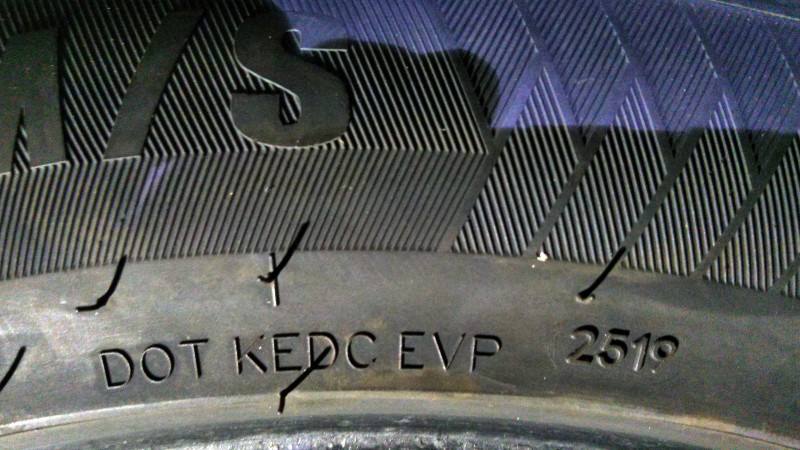 /S
DOT KEDC EVP 2519